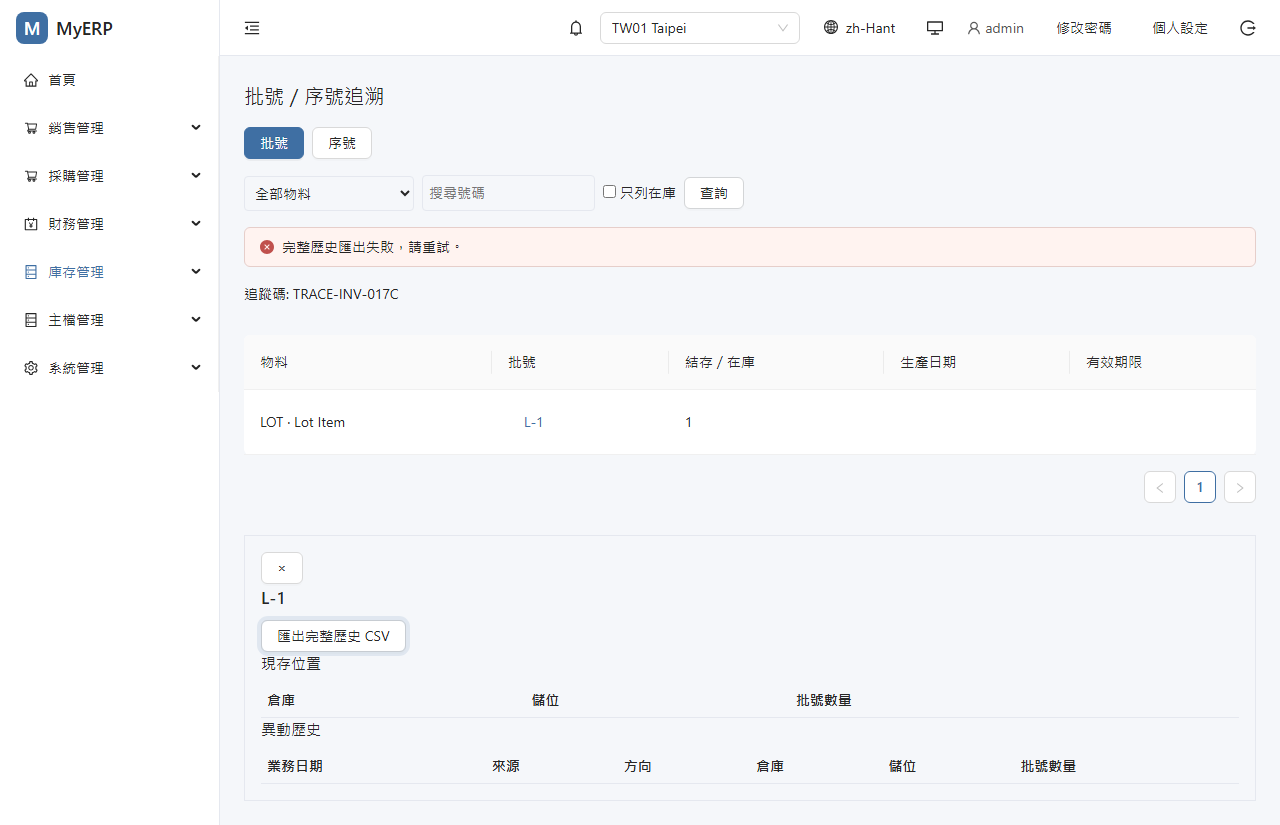 M MyERP
TW01 Taipei
zh-Hant
admin
修改密碼
個人設定
首頁
銷售管理
採購管理
財務管理
庫存管理
主檔管理
系統管理
批號 / 序號追溯
批號 序號
全部物料 搜尋號碼 只列在庫 查詢
完整歷史匯出失敗，請重試。
追蹤碼: TRACE-INV-017C
物料 批號 結存 / 在庫 生產日期 有效期限
LOT · Lot Item L-1 1
< 1 >
×
L-1
匯出完整歷史 CSV
現存位置
倉庫 儲位 批號數量
異動歷史
業務日期 來源 方向 倉庫 儲位 批號數量